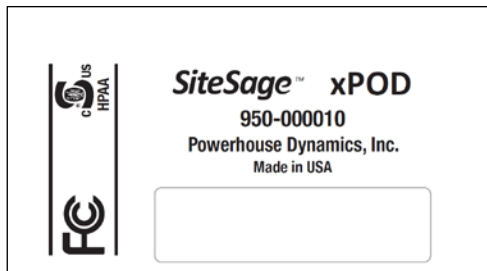 SiteSage™ xPOD
950-000010
Powerhouse Dynamics, Inc.
Made in USA
c US
HPAA
FC